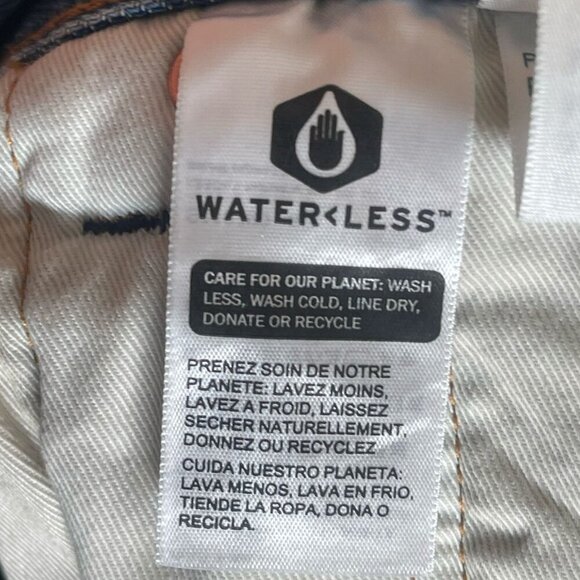 WATER<LESS™
CARE FOR OUR PLANET: WASH
LESS, WASH COLD, LINE DRY,
DONATE OR RECYCLE
PRENEZ SOIN DE NOTRE
PLANETE: LAVEZ MOINS,
LAVEZ A FROID, LAISSEZ
SECHER NATURELLEMENT,
DONNEZ OU RECYCLEZ
CUIDA NUESTRO PLANETA:
LAVA MENOS, LAVA EN FRIO,
TIENDE LA ROPA, DONA O
RECICLA.